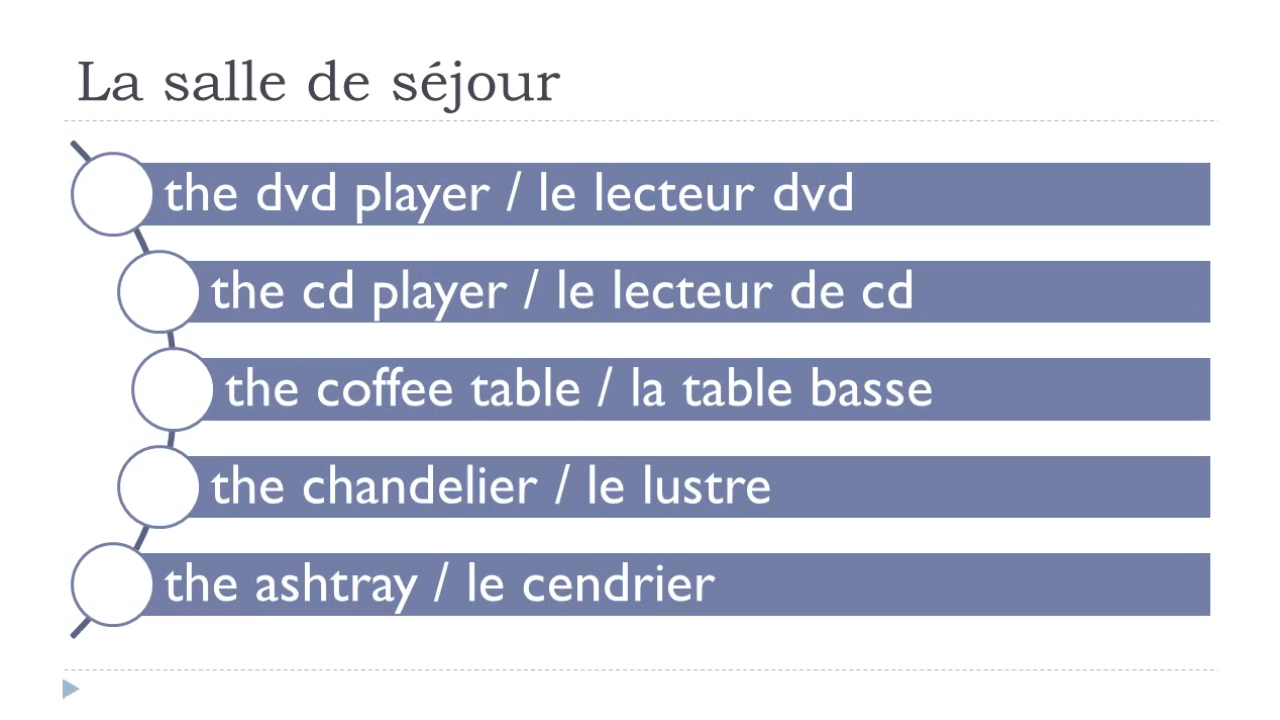 La salle de séjour
the dvd player / le lecteur dvd
the cd player / le lecteur de cd
the coffee table / la table basse
the chandelier / le lustre
the ashtray / le cendrier